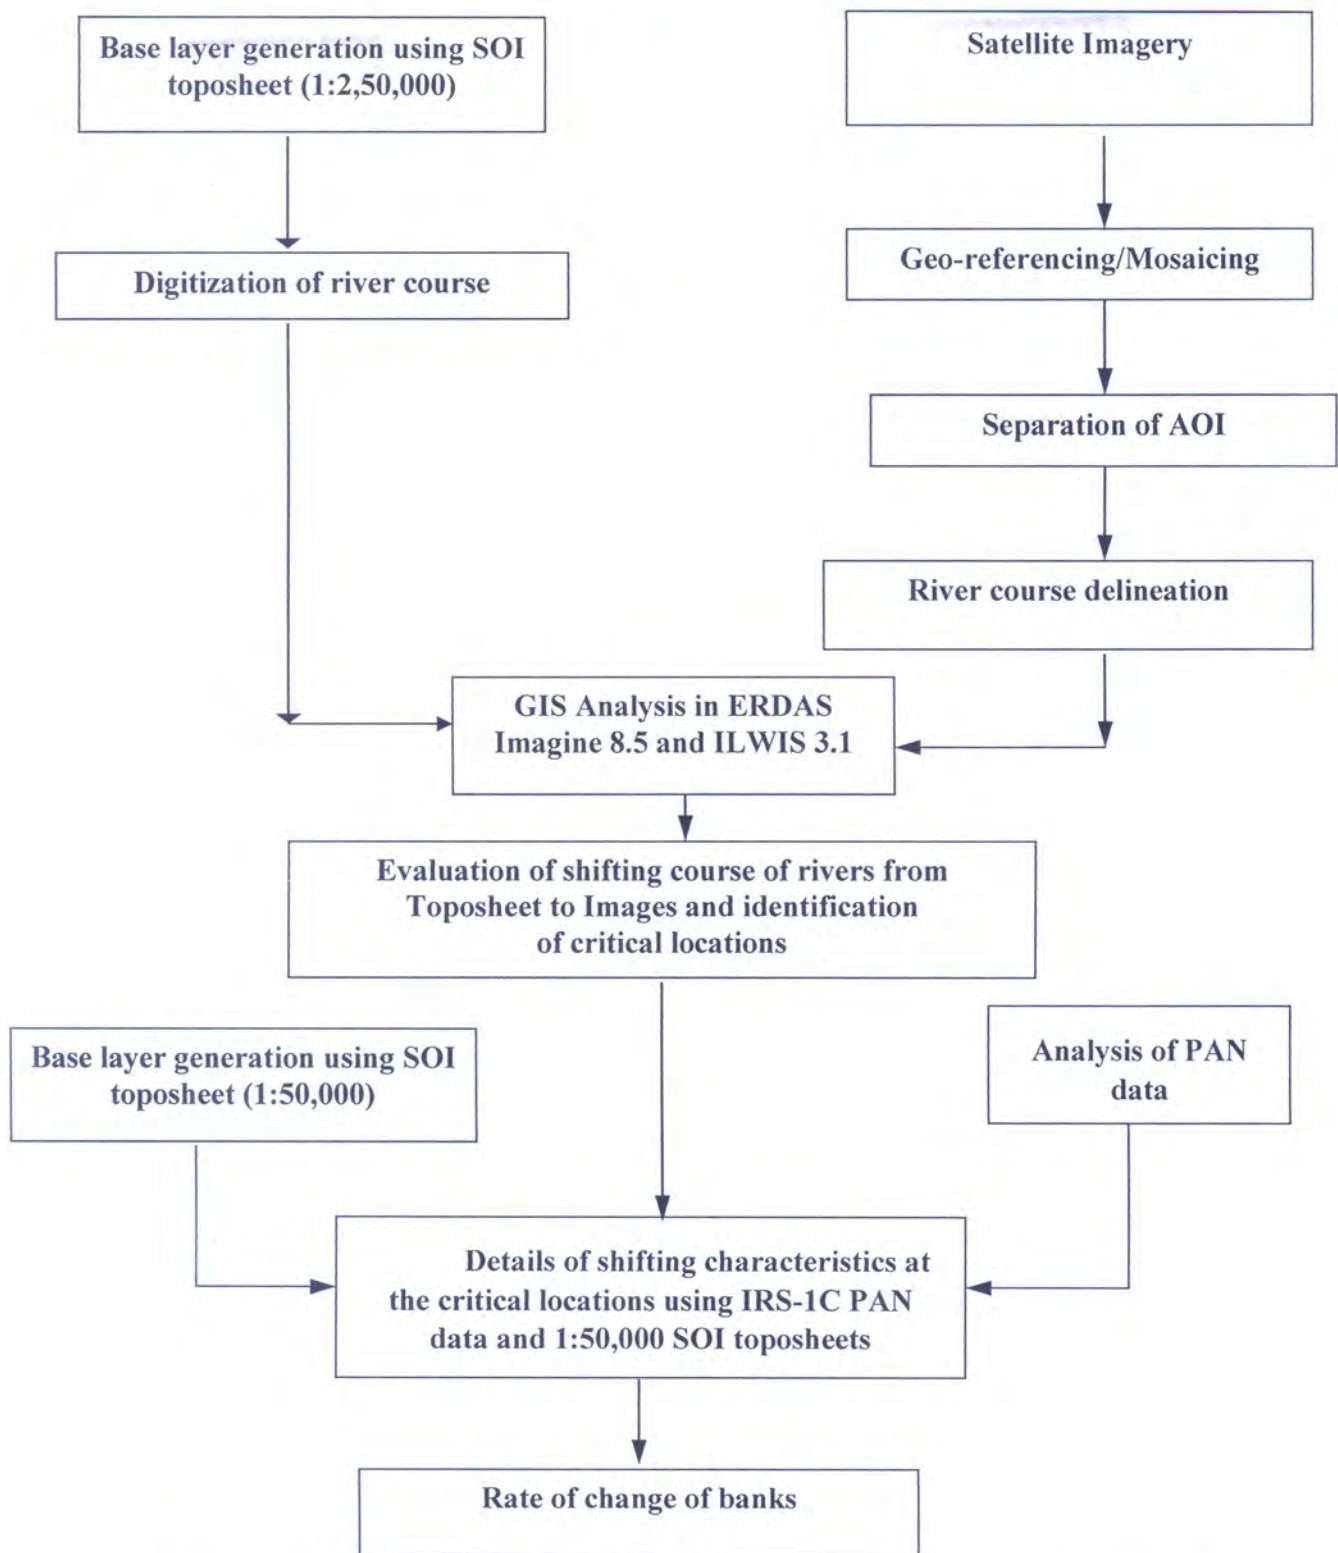 Base layer generation using SOI
toposheet (1:2,50,000)
Satellite Imagery
Digitization of river course
Geo-referencing/Mosaicing
Separation of AOI
River course delineation
GIS Analysis in ERDAS
Imagine 8.5 and ILWIS 3.1
Evaluation of shifting course of rivers from
Toposheet to Images and identification
of critical locations
Base layer generation using SOI
toposheet (1:50,000)
Analysis of PAN
data
Details of shifting characteristics at
the critical locations using IRS-1C PAN
data and 1:50,000 SOI toposheets
Rate of change of banks